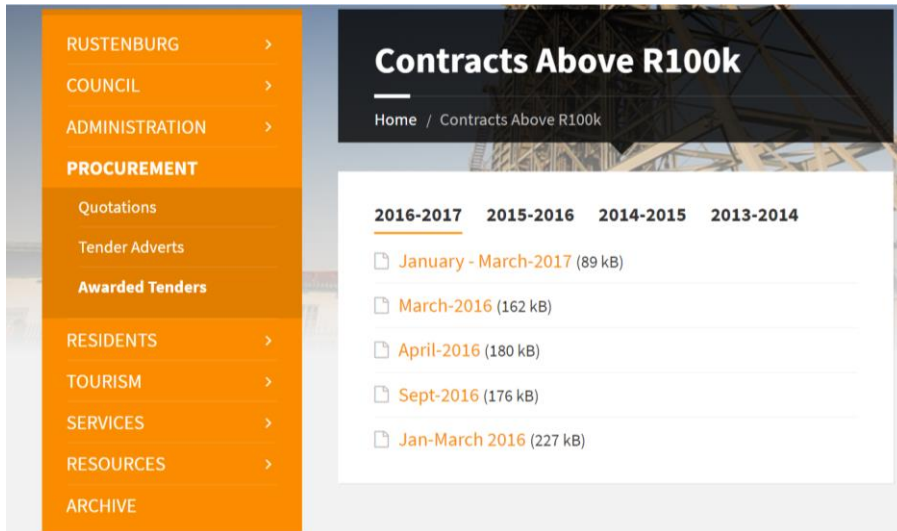 RUSTENBURG
COUNCIL
ADMINISTRATION
PROCUREMENT
Quotations
Tender Adverts
Awarded Tenders
RESIDENTS
TOURISM
SERVICES
RESOURCES
ARCHIVE
Contracts Above R100k
Home / Contracts Above R100k
2016-2017 2015-2016 2014-2015 2013-2014
January - March-2017 (89 kB)
March-2016 (162 kB)
April-2016 (180 kB)
Sept-2016 (176 kB)
Jan-March 2016 (227 kB)